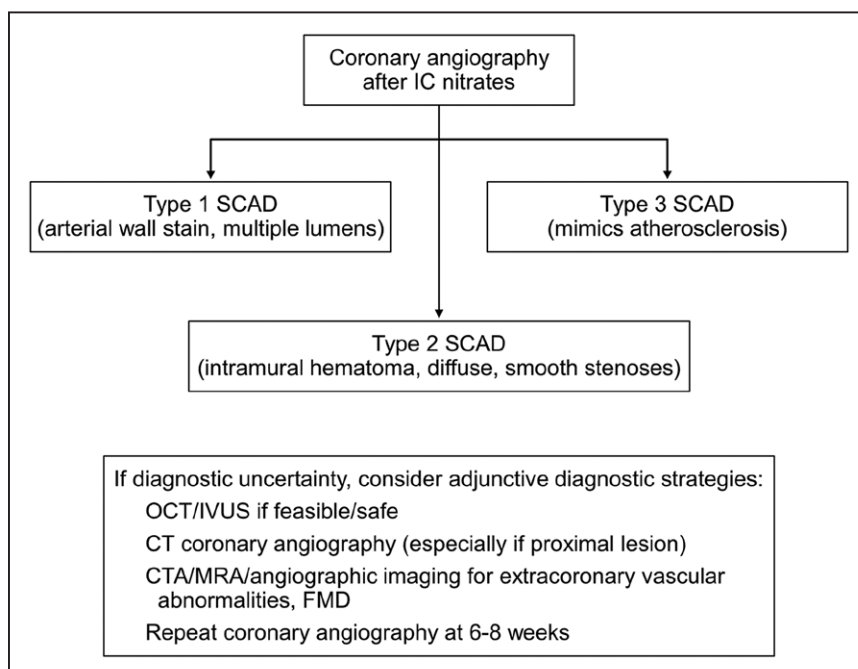 Coronary angiography
after IC nitrates
Type 1 SCAD
(arterial wall stain, multiple lumens)
Type 3 SCAD
(mimics atherosclerosis)
Type 2 SCAD
(intramural hematoma, diffuse, smooth stenoses)
If diagnostic uncertainty, consider adjunctive diagnostic strategies:
OCT/IVUS if feasible/safe
CT coronary angiography (especially if proximal lesion)
CTA/MRA/angiographic imaging for extracoronary vascular
abnormalities, FMD
Repeat coronary angiography at 6-8 weeks